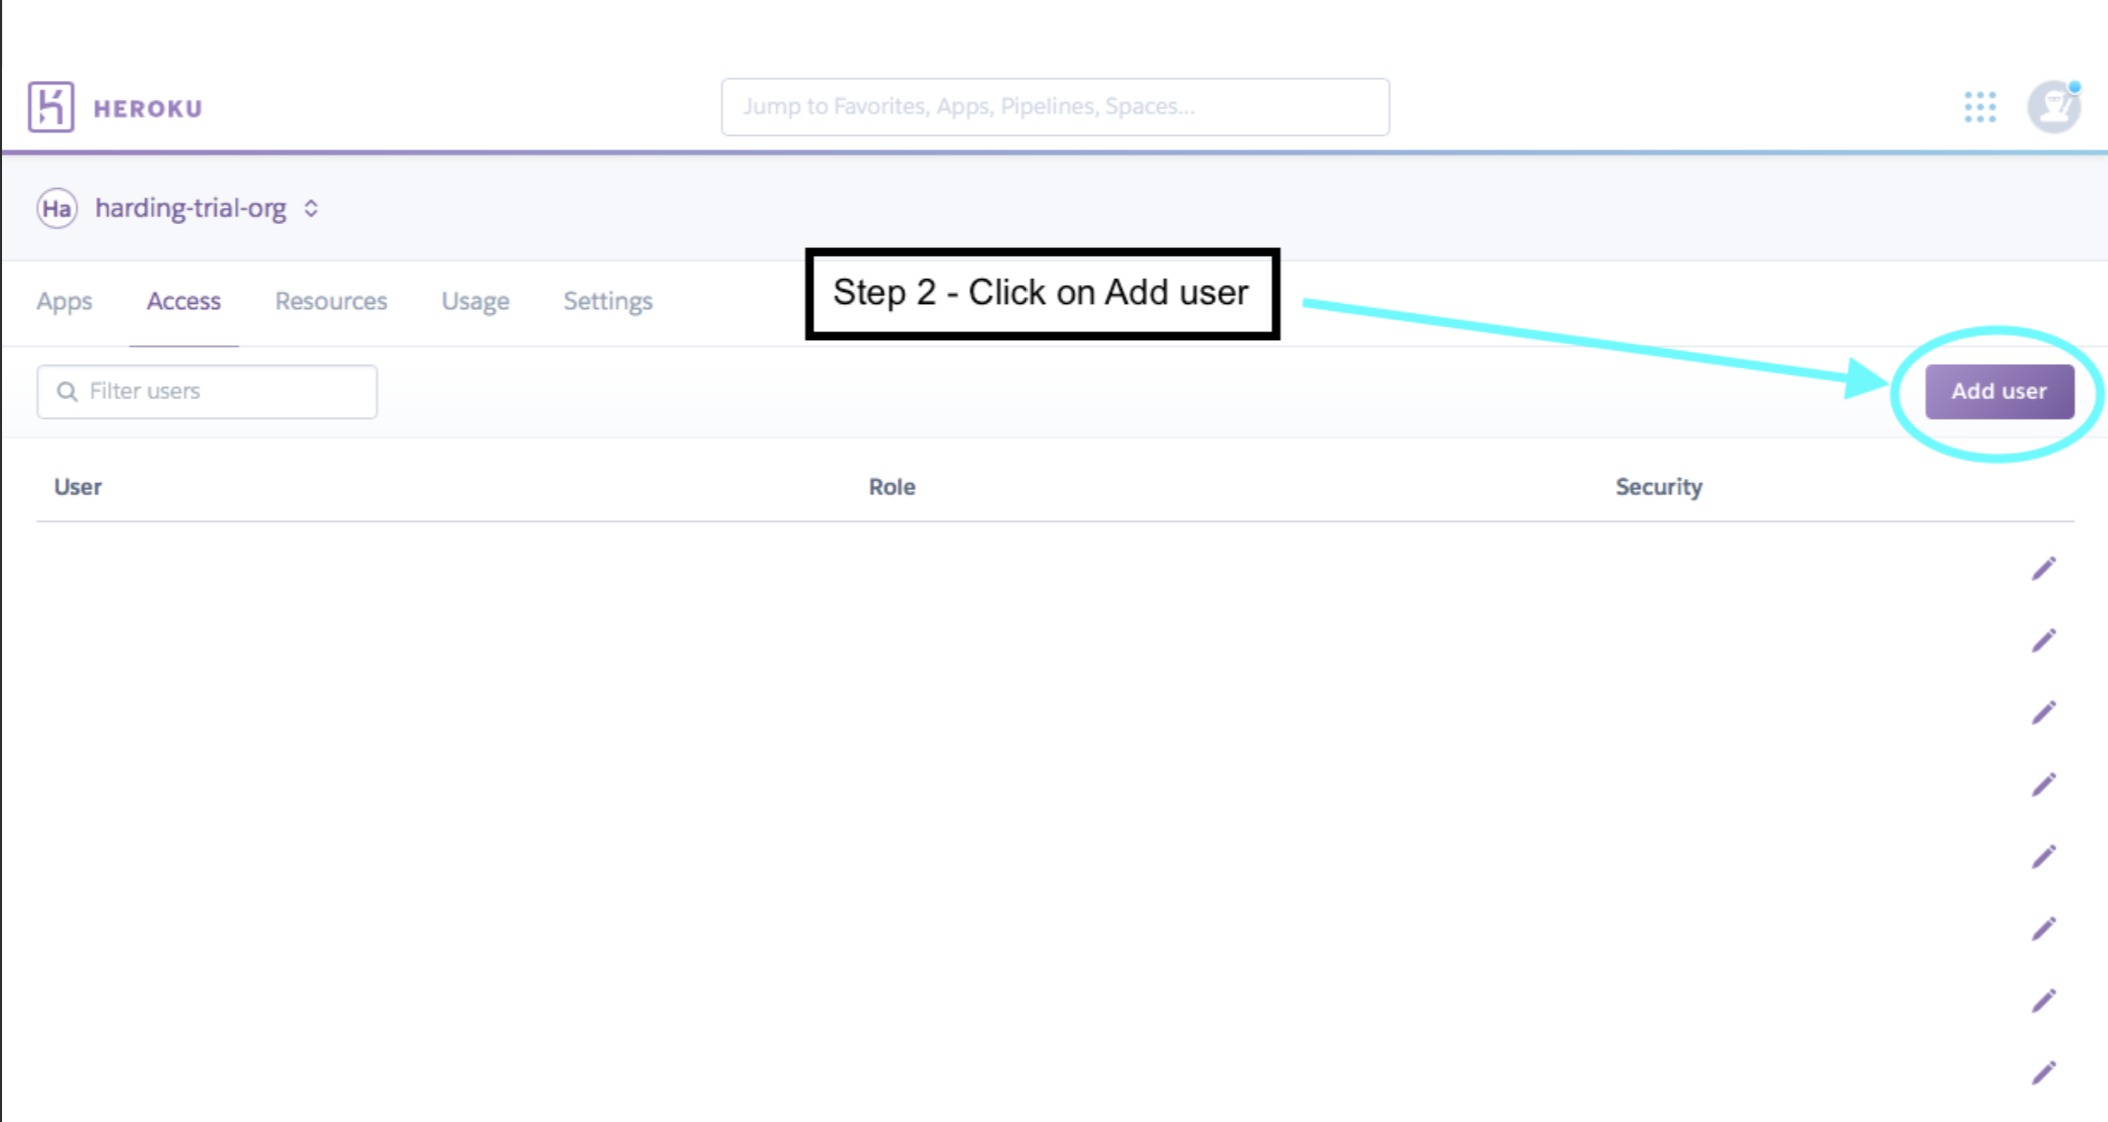 HEROKU
Jump to Favorites, Apps, Pipelines, Spaces...
Ha harding-trial-org
Apps Access Resources Usage Settings
Step 2 - Click on Add user
Filter users
Add user
User Role Security